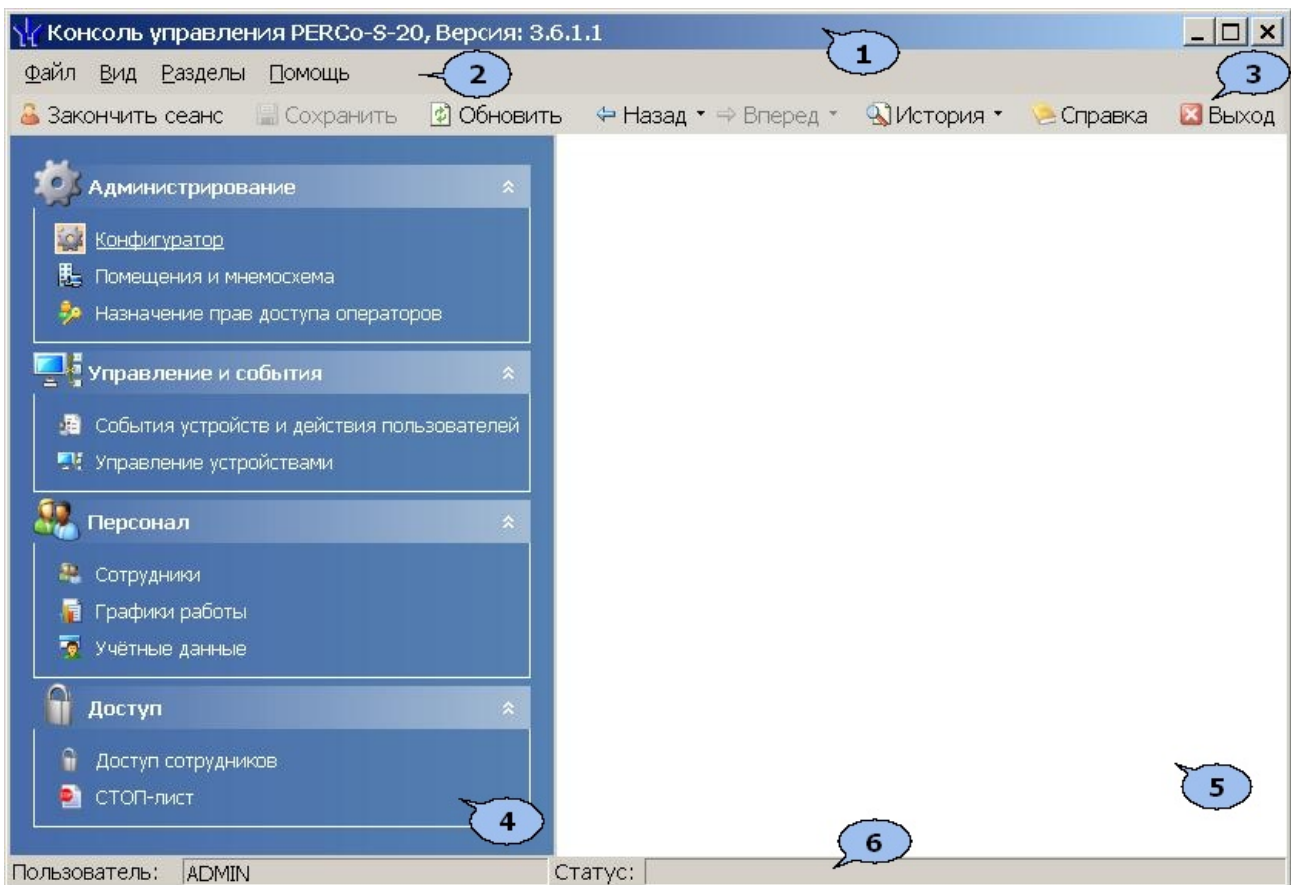 Консоль управления PERCo-S-20, Версия: 3.6.1.1
1
Файл Вид Разделы Помощь
2
3
Закончить сеанс Сохранить Обновить Назад Вперед История Справка Выход
Администрирование
Конфигуратор
Помещения и мнемосхема
Назначение прав доступа операторов
Управление и события
События устройств и действия пользователей
Управление устройствами
Персонал
Сотрудники
Графики работы
Учётные данные
Доступ
Доступ сотрудников
СТОП-лист
4
5
6
Пользователь: ADMIN Статус: